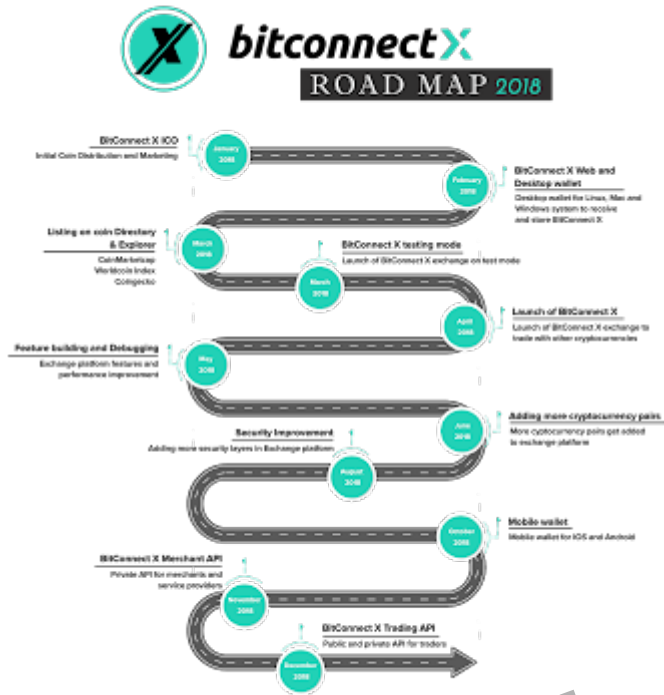 X
bitconnect X
ROAD MAP 2018
January
2018
BitConnect X ICO
Initial Coin Distribution and Marketing
February
2018
BitConnect X Web and
Desktop wallet
Desktop wallet for Linux, Mac and
Windows system to receive
and store BitConnect X
March
2018
Listing on coin Directory
& Explorer
CoinMarketcap
Worldcoin Index
Coingecko
March
2018
BitConnect X testing mode
Launch of BitConnect X exchange on test mode
April
2018
Launch of BitConnect X
Launch of BitConnect X exchange to
trade with other cryptocurrencies
May
2018
Feature building and Debugging
Exchange platform features and
performance improvement
June
2018
Adding more cryptocurrency pairs
More cyptocurrency pairs get added
to exchange platform
August
2018
Security Improvement
Adding more security layers in Exchange platform
October
2018
Mobile wallet
Mobile wallet for IOS and Android
November
2018
BitConnect X Merchant API
Private API for merchants and
service providers
December
2018
BitConnect X Trading API
Public and private API for traders